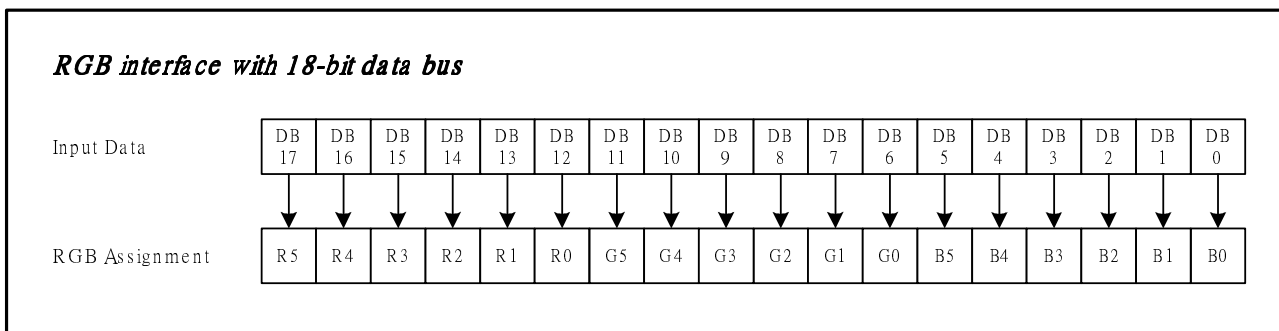 RGB interface with 18-bit data bus
Input Data DB 17 DB 16 DB 15 DB 14 DB 13 DB 12 DB 11 DB 10 DB 9 DB 8 DB 7 DB 6 DB 5 DB 4 DB 3 DB 2 DB 1 DB 0
RGB Assignment R5 R4 R3 R2 R1 R0 G5 G4 G3 G2 G1 G0 B5 B4 B3 B2 B1 B0